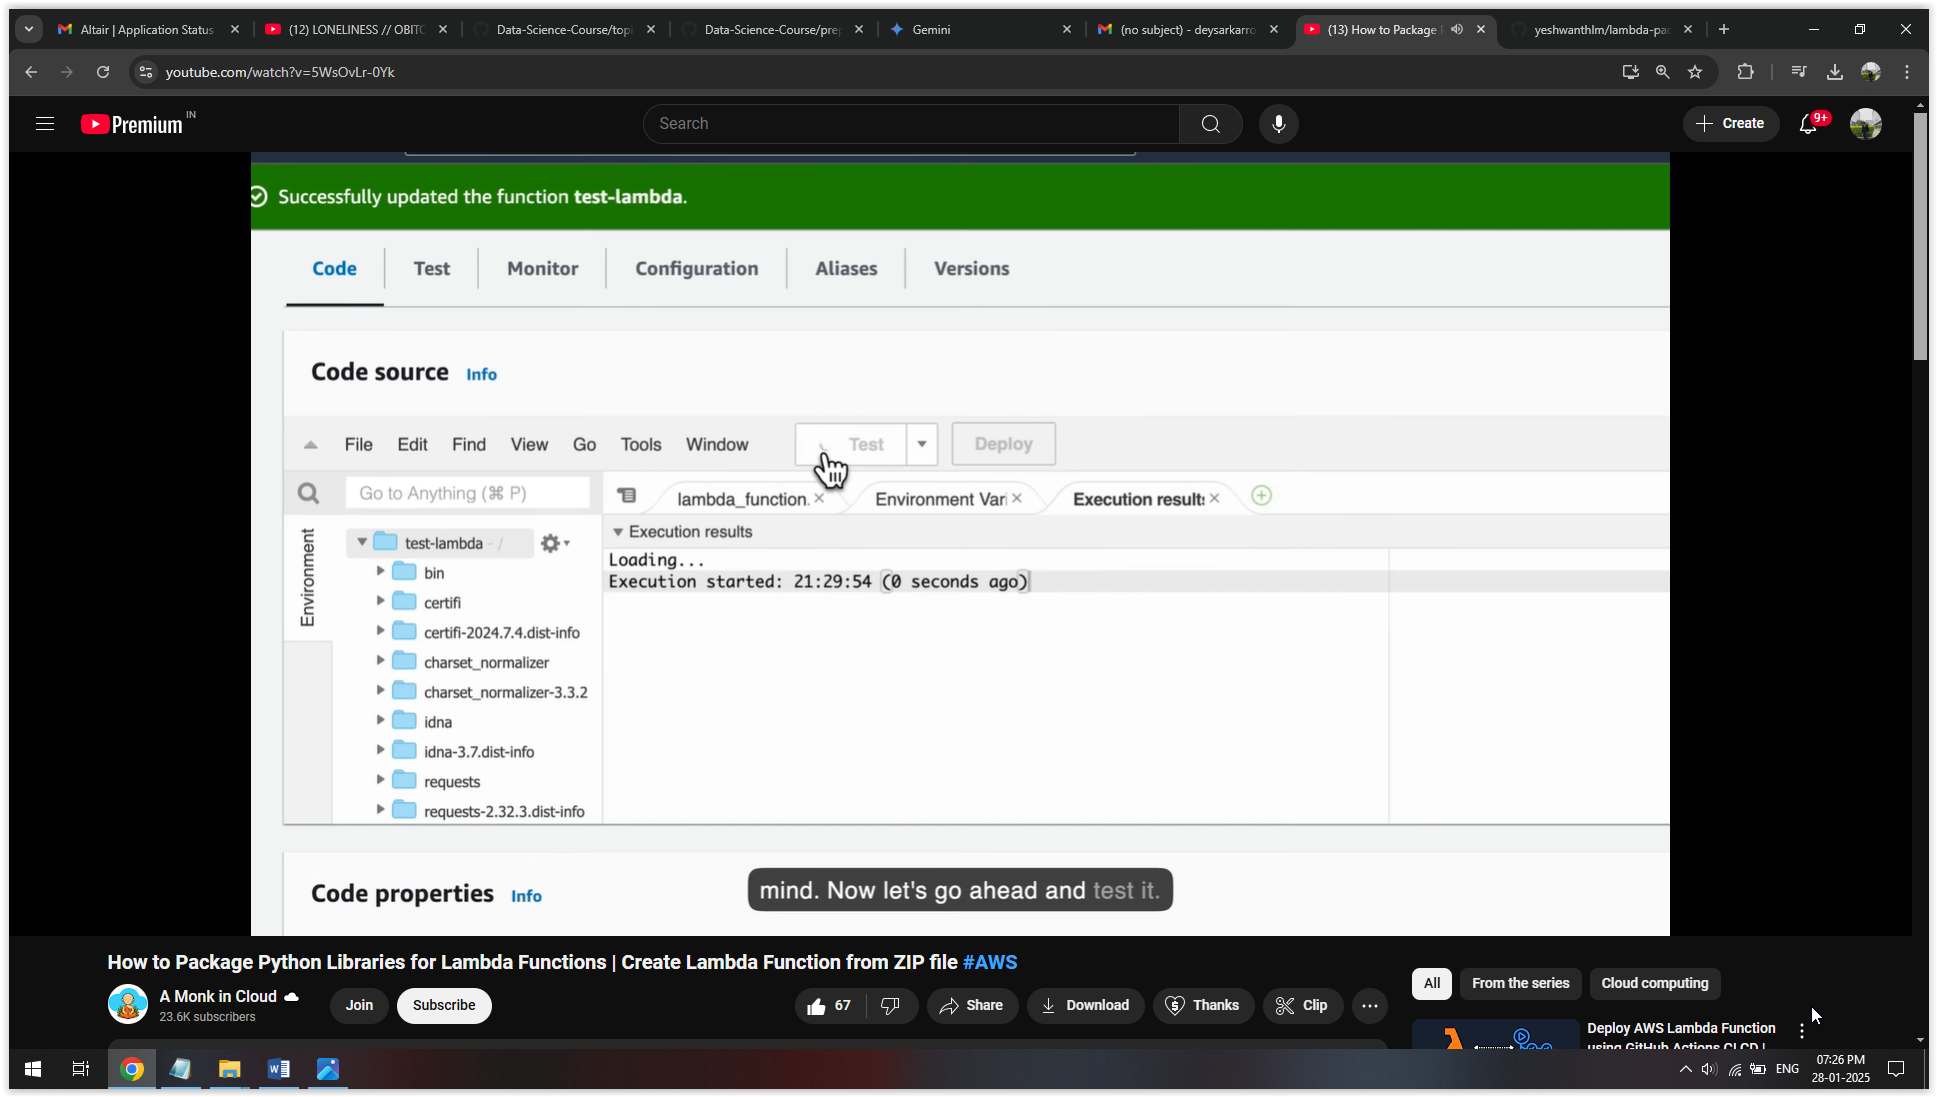 Altair | Application Status
(12) LONELINESS // OBITO
Data-Science-Course/topi
Data-Science-Course/prep
Gemini
(no subject) - deysarkarro
(13) How to Package
yeshwanthlm/lambda-pac
youtube.com/watch?v=5WsOvLr-0Yk
Premium IN
Search
Create
9+
Successfully updated the function test-lambda.
Code
Test
Monitor
Configuration
Aliases
Versions
Code source Info
File
Edit
Find
View
Go
Tools
Window
Test
Deploy
Go to Anything (⌘ P)
lambda_function.
Environment Vari
Execution results
Environment
test-lambda - /
Execution results
Loading...
Execution started: 21:29:54 (0 seconds ago)
bin
certifi
certifi-2024.7.4.dist-info
charset_normalizer
charset_normalizer-3.3.2
idna
idna-3.7.dist-info
requests
requests-2.32.3.dist-info
Code properties Info
mind. Now let's go ahead and test it.
How to Package Python Libraries for Lambda Functions | Create Lambda Function from ZIP file #AWS
A Monk in Cloud
23.6K subscribers
Join
Subscribe
67
Share
Download
Thanks
Clip
All
From the series
Cloud computing
Deploy AWS Lambda Function
using GitHub Actions CI CD |
ENG
07:26 PM
28-01-2025